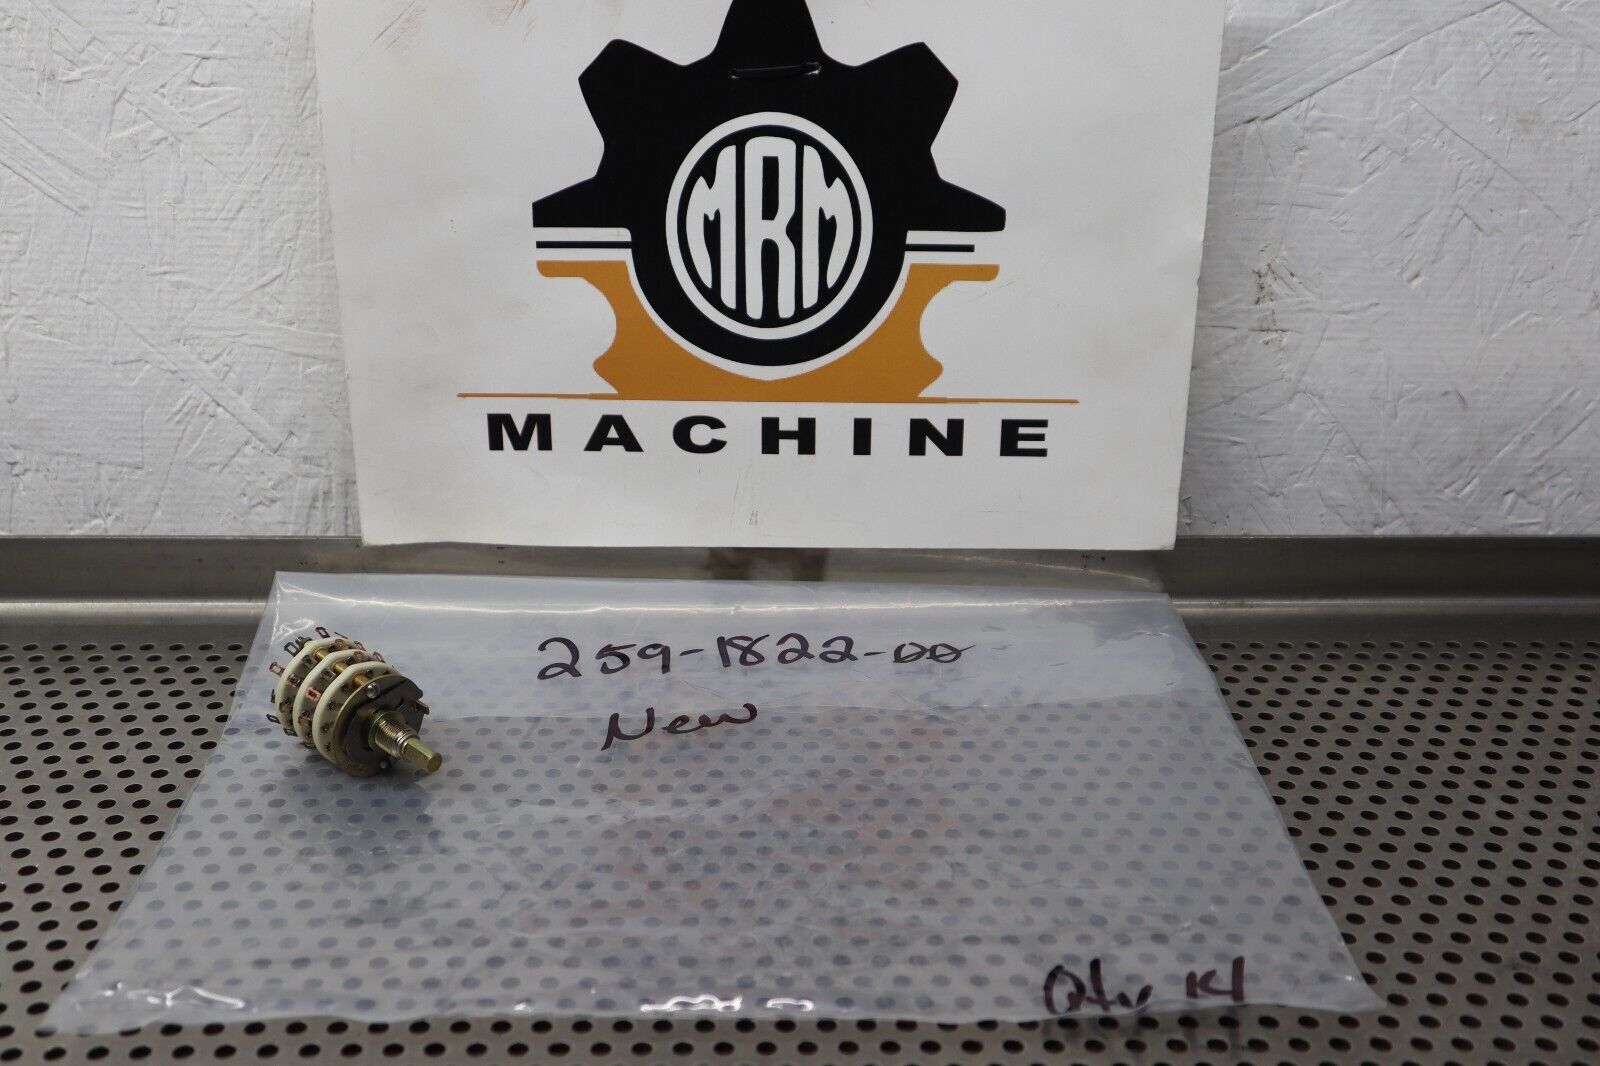 MRM
MACHINE
259-1822-00
New
Qty 14